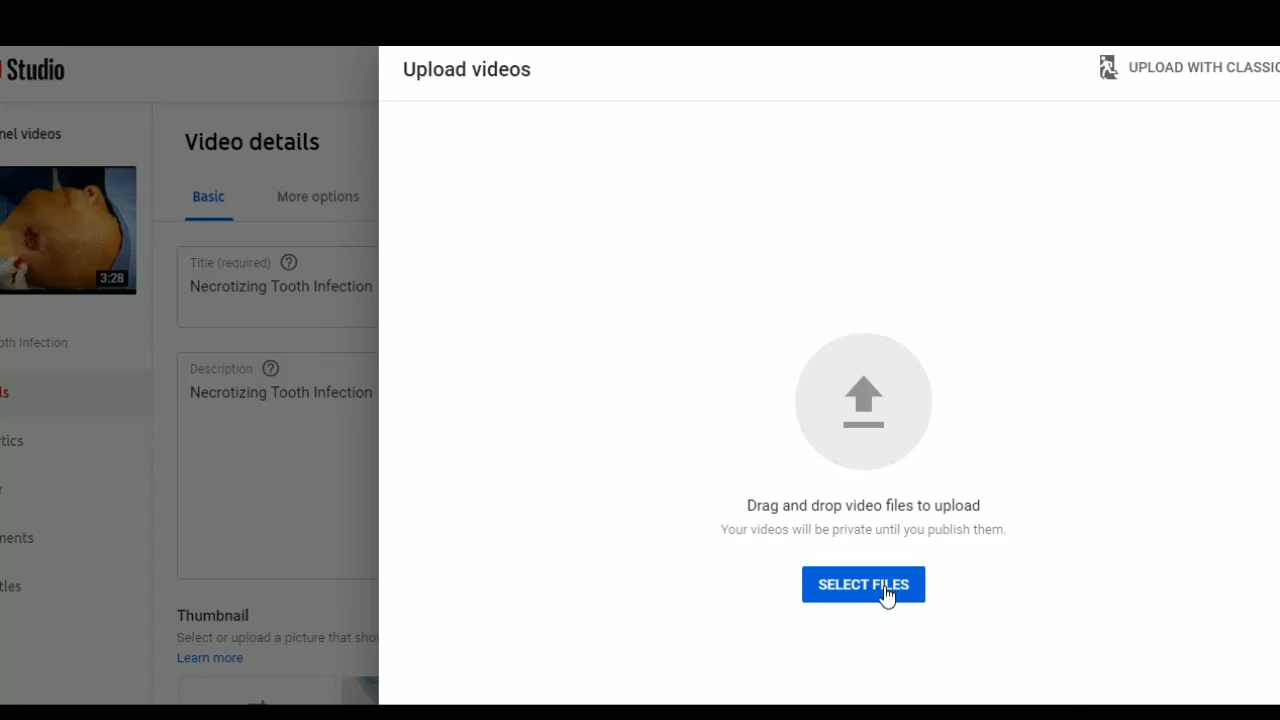 Studio
Upload videos
UPLOAD WITH CLASSIC
nel videos
Video details
Basic
More options
3:28
Title (required)
Necrotizing Tooth Infection
oth Infection
Description
Necrotizing Tooth Infection
ls
tics
r
ments
tles
Drag and drop video files to upload
Your videos will be private until you publish them.
SELECT FILES
Thumbnail
Select or upload a picture that sho
Learn more